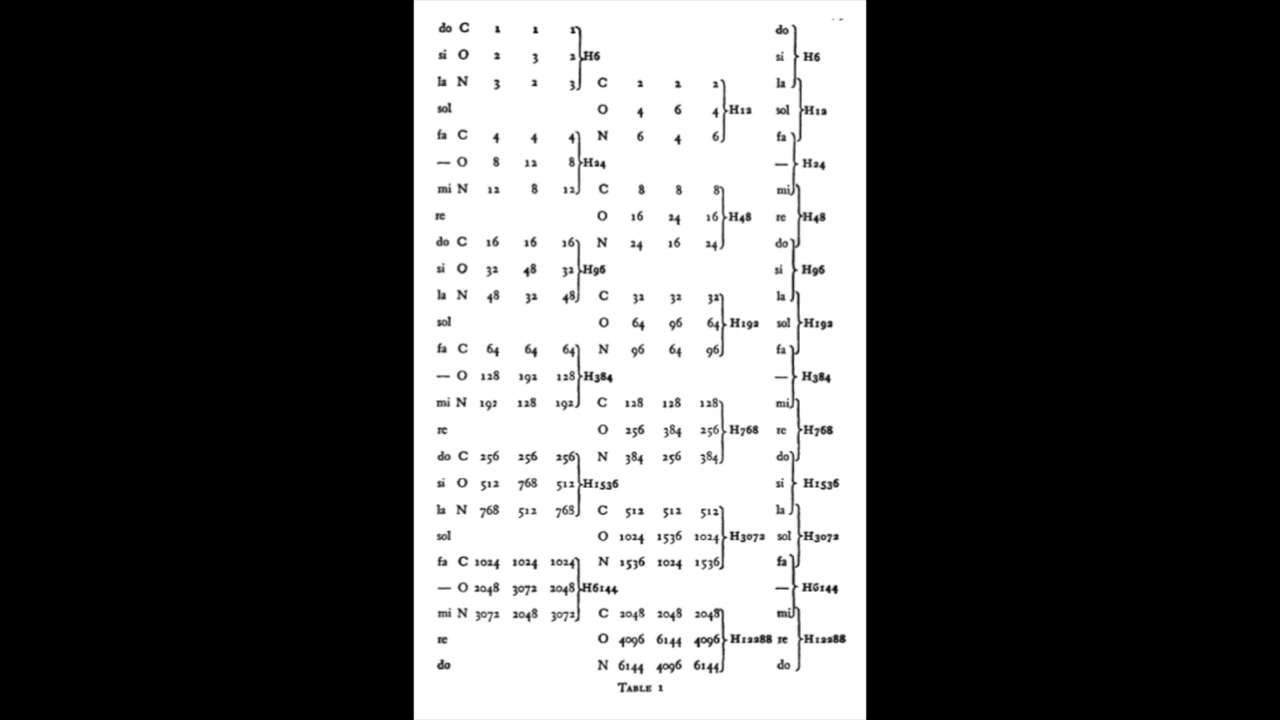 do C 1 1 1 do
si O 2 3 2 H6 si H6
la N 3 2 3 C 2 2 2 la
sol O 4 6 4 H12 sol H12
fa C 4 4 4 N 6 4 6 fa
— O 8 12 8 H24 — H24
mi N 12 8 12 C 8 8 8 mi
re O 16 24 16 H48 re H48
do C 16 16 16 N 24 16 24 do
si O 32 48 32 H96 si H96
la N 48 32 48 C 32 32 32 la
sol O 64 96 64 H192 sol H192
fa C 64 64 64 N 96 64 96 fa
— O 128 192 128 H384 — H384
mi N 192 128 192 C 128 128 128 mi
re O 256 384 256 H768 re H768
do C 256 256 256 N 384 256 384 do
si O 512 768 512 H1536 si H1536
la N 768 512 768 C 512 512 512 la
sol O 1024 1536 1024 H3072 sol H3072
fa C 1024 1024 1024 N 1536 1024 1536 fa
— O 2048 3072 2048 H6144 — H6144
mi N 3072 2048 3072 C 2048 2048 2048 mi
re O 4096 6144 4096 H12288 re H12288
do N 6144 4096 6144 do
TABLE 1